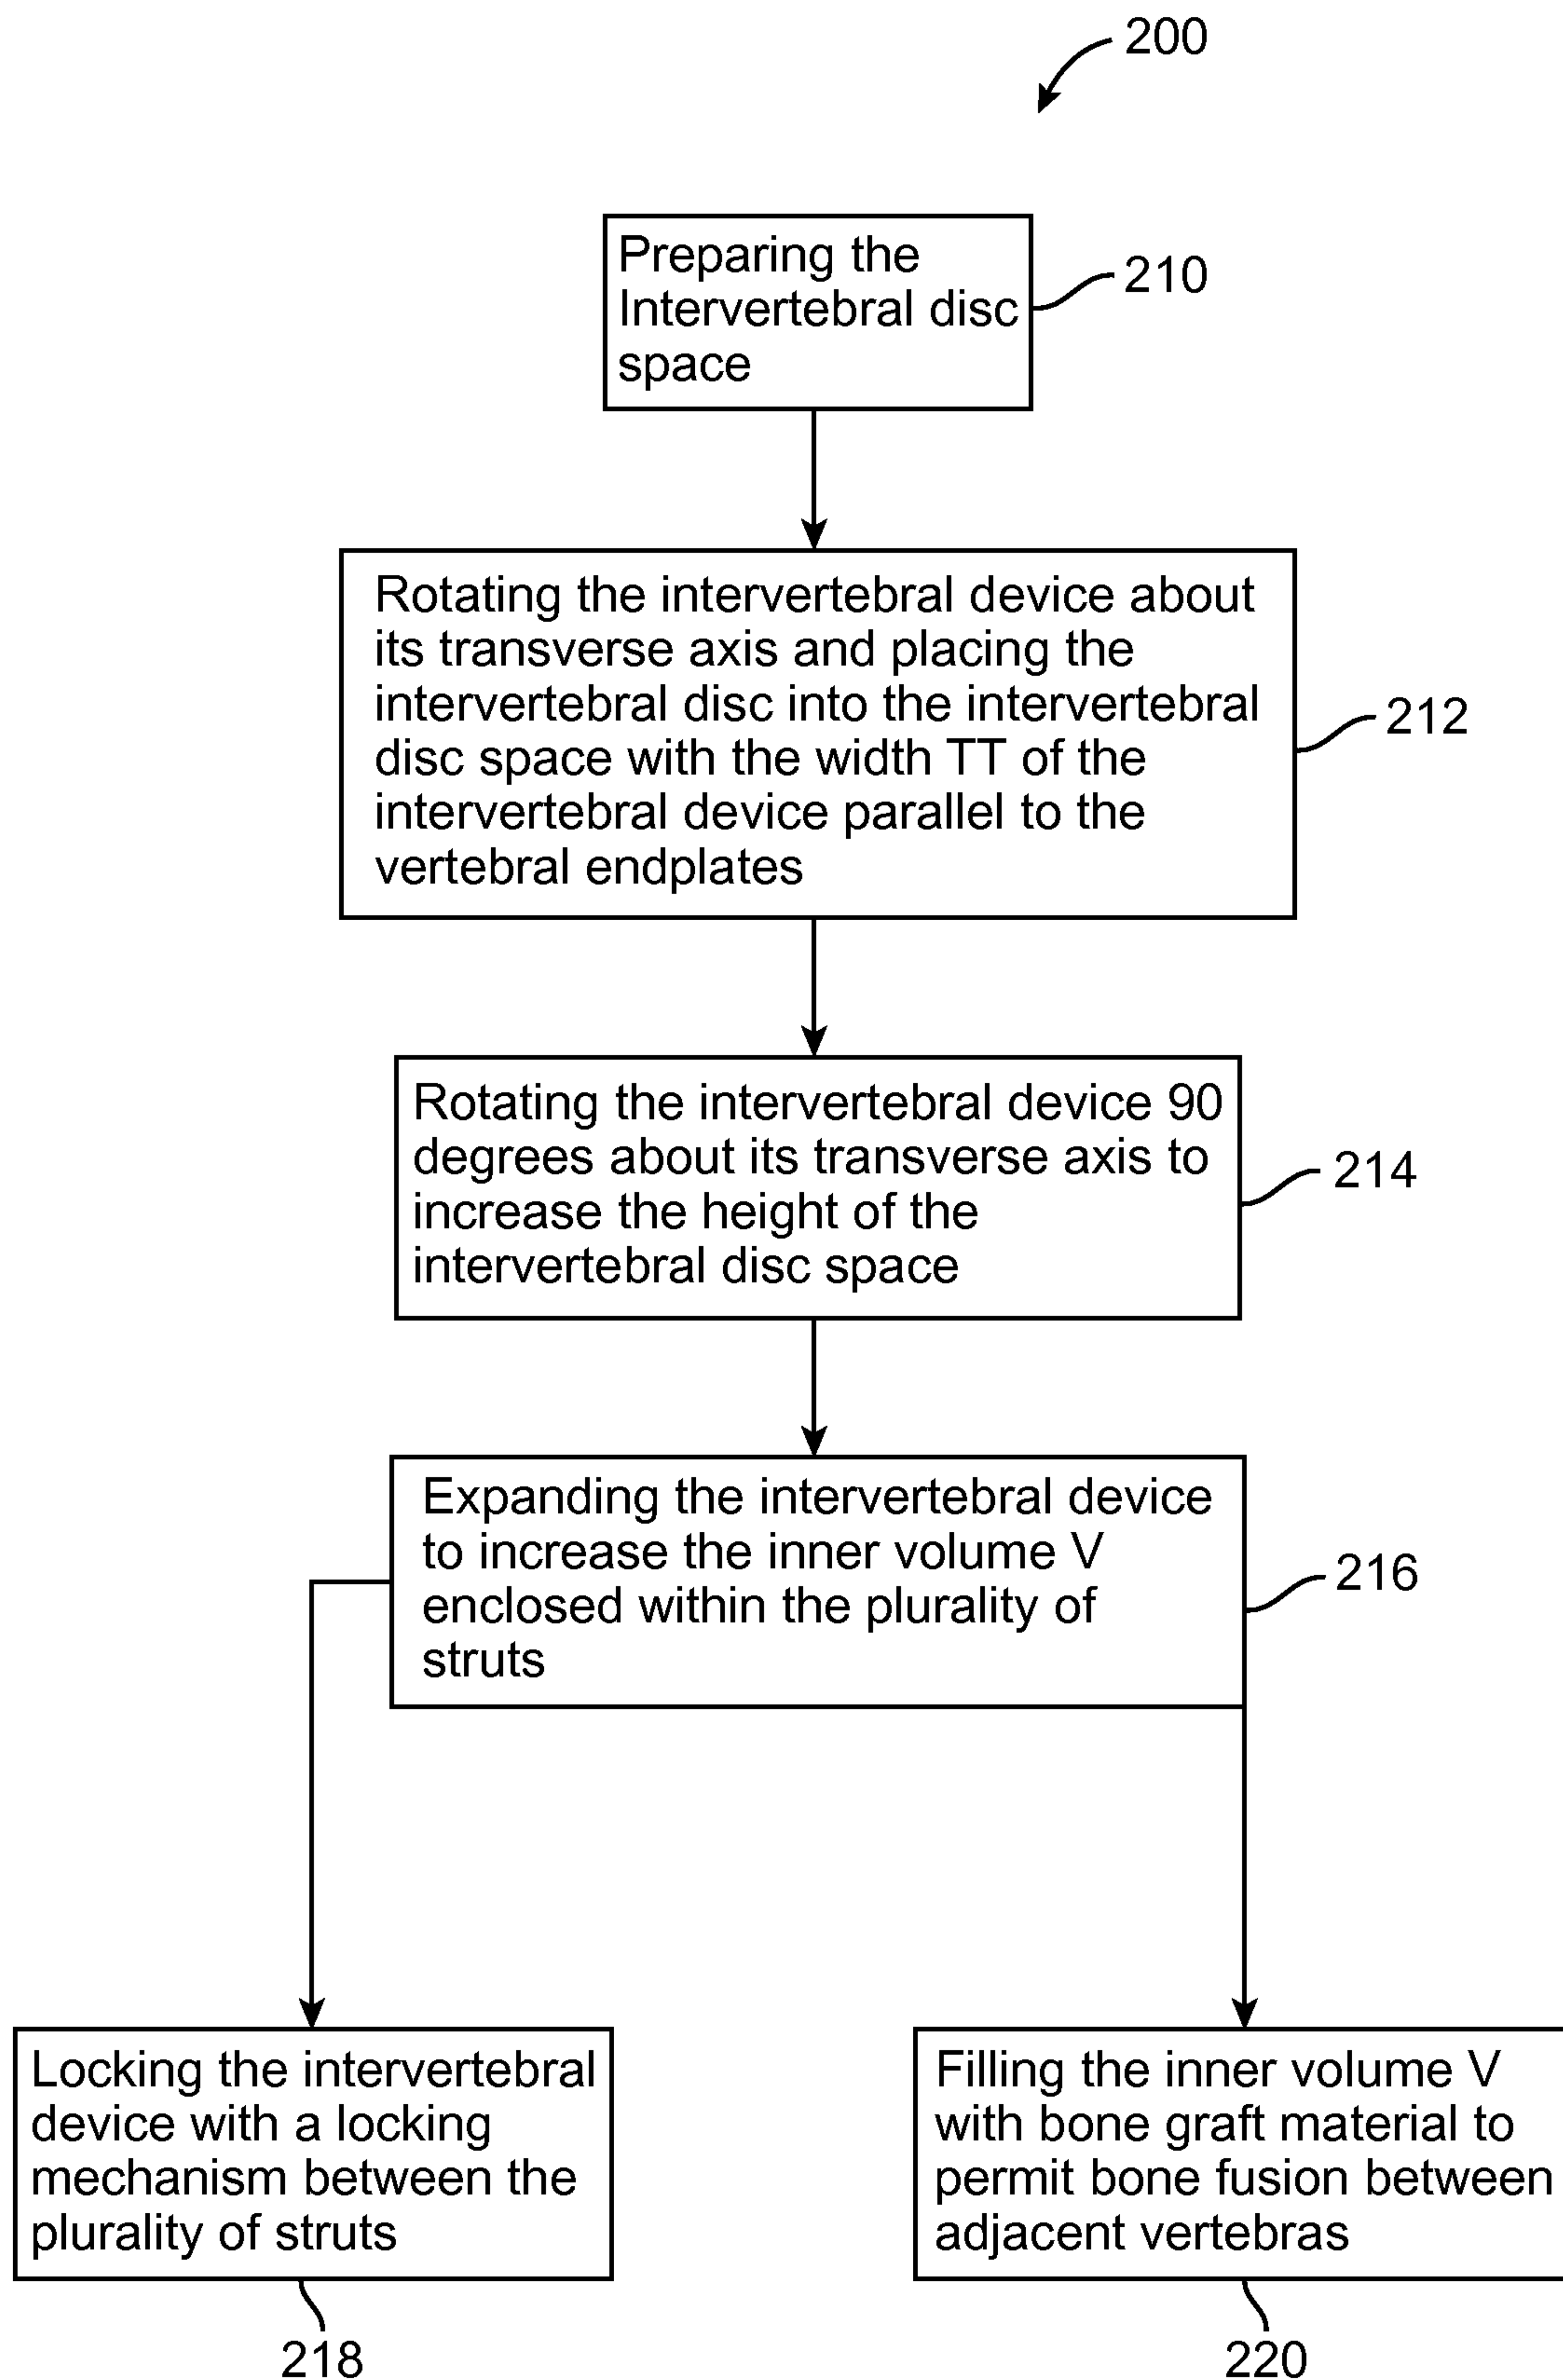 200
Preparing the
Intervertebral disc
space
210
Rotating the intervertebral device about
its transverse axis and placing the
intervertebral disc into the intervertebral
disc space with the width TT of the
intervertebral device parallel to the
vertebral endplates
212
Rotating the intervertebral device 90
degrees about its transverse axis to
increase the height of the
intervertebral disc space
214
Expanding the intervertebral device
to increase the inner volume V
enclosed within the plurality of
struts
216
Locking the intervertebral
device with a locking
mechanism between the
plurality of struts
218
Filling the inner volume V
with bone graft material to
permit bone fusion between
adjacent vertebras
220